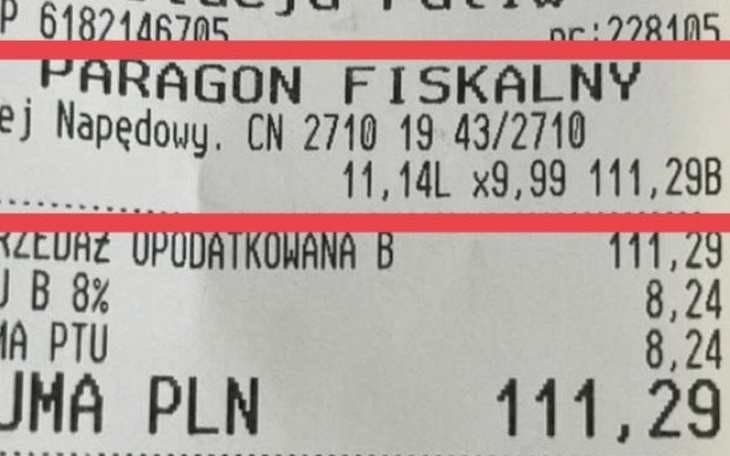 P 6182146705 nr:228105
PARAGON FISKALNY
ej Napędowy. CN 2710 19 43/2710
11,14L x9,99 111,29B
RZEDAŻ OPODATKOWANA B 111,29
U B 8% 8,24
MA PTU 8,24
UMA PLN 111,29